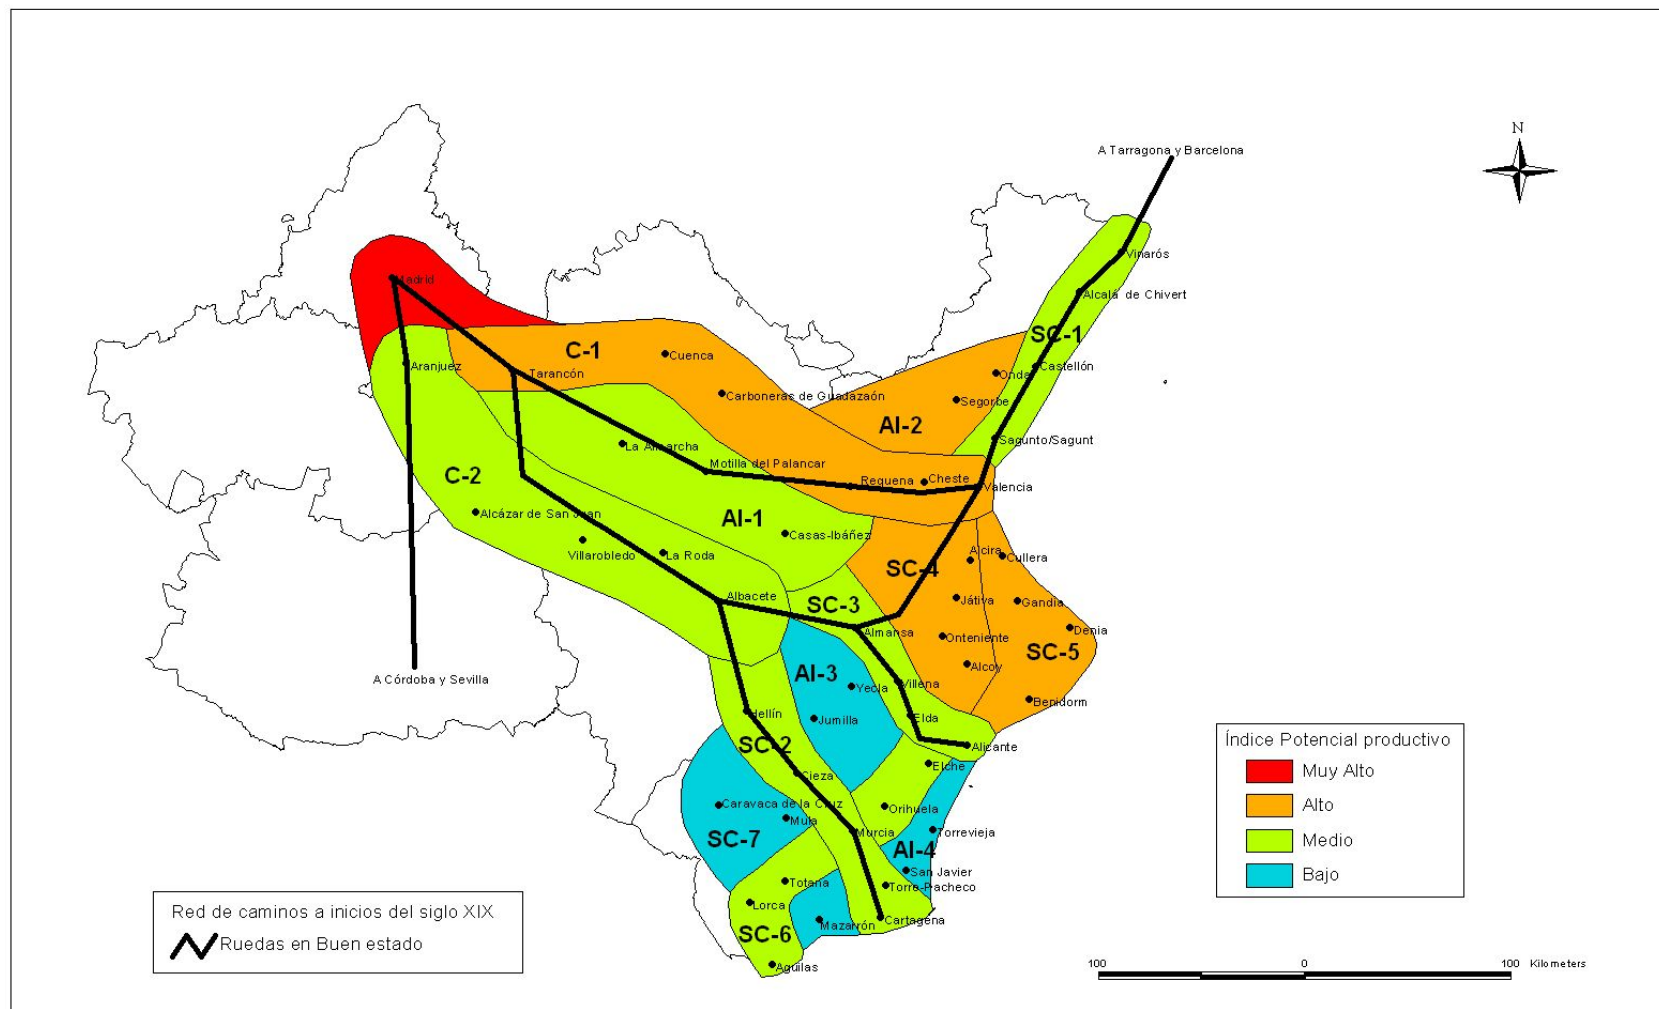 N
A Tarragona y Barcelona
Vinarós
Madrid
Alcalá de Chivert
SC-1
C-1
Cuenca
Aranjuez
Tarancón
Castellón
Onda
Carboneras de Guadazaón
Segorbe
AI-2
La Almarcha
Sagunto/Sagunt
Motilla del Palancar
C-2
Requena
Cheste
Valencia
Alcázar de San Juan
AI-1
Casas-Ibáñez
Villarobledo
La Roda
Alcira
Cullera
SC-4
Albacete
SC-3
Játiva
Gandía
Almansa
Onteniente
Denia
A Córdoba y Sevilla
AI-3
Yecla
Villena
Alcoy
SC-5
Hellín
Jumilla
Elda
Benidorm
SC-2
Alicante
Cieza
Elche
Caravaca de la Cruz
Mula
Orihuela
SC-7
Murcia
Torrevieja
AI-4
San Javier
Totana
Torre-Pacheco
Lorca
Mazarrón
Cartagena
SC-6
Aguilas
Índice Potencial productivo
Muy Alto
Alto
Medio
Bajo
Red de caminos a inicios del siglo XIX
Ruedas en Buen estado
100 0 100 Kilometers